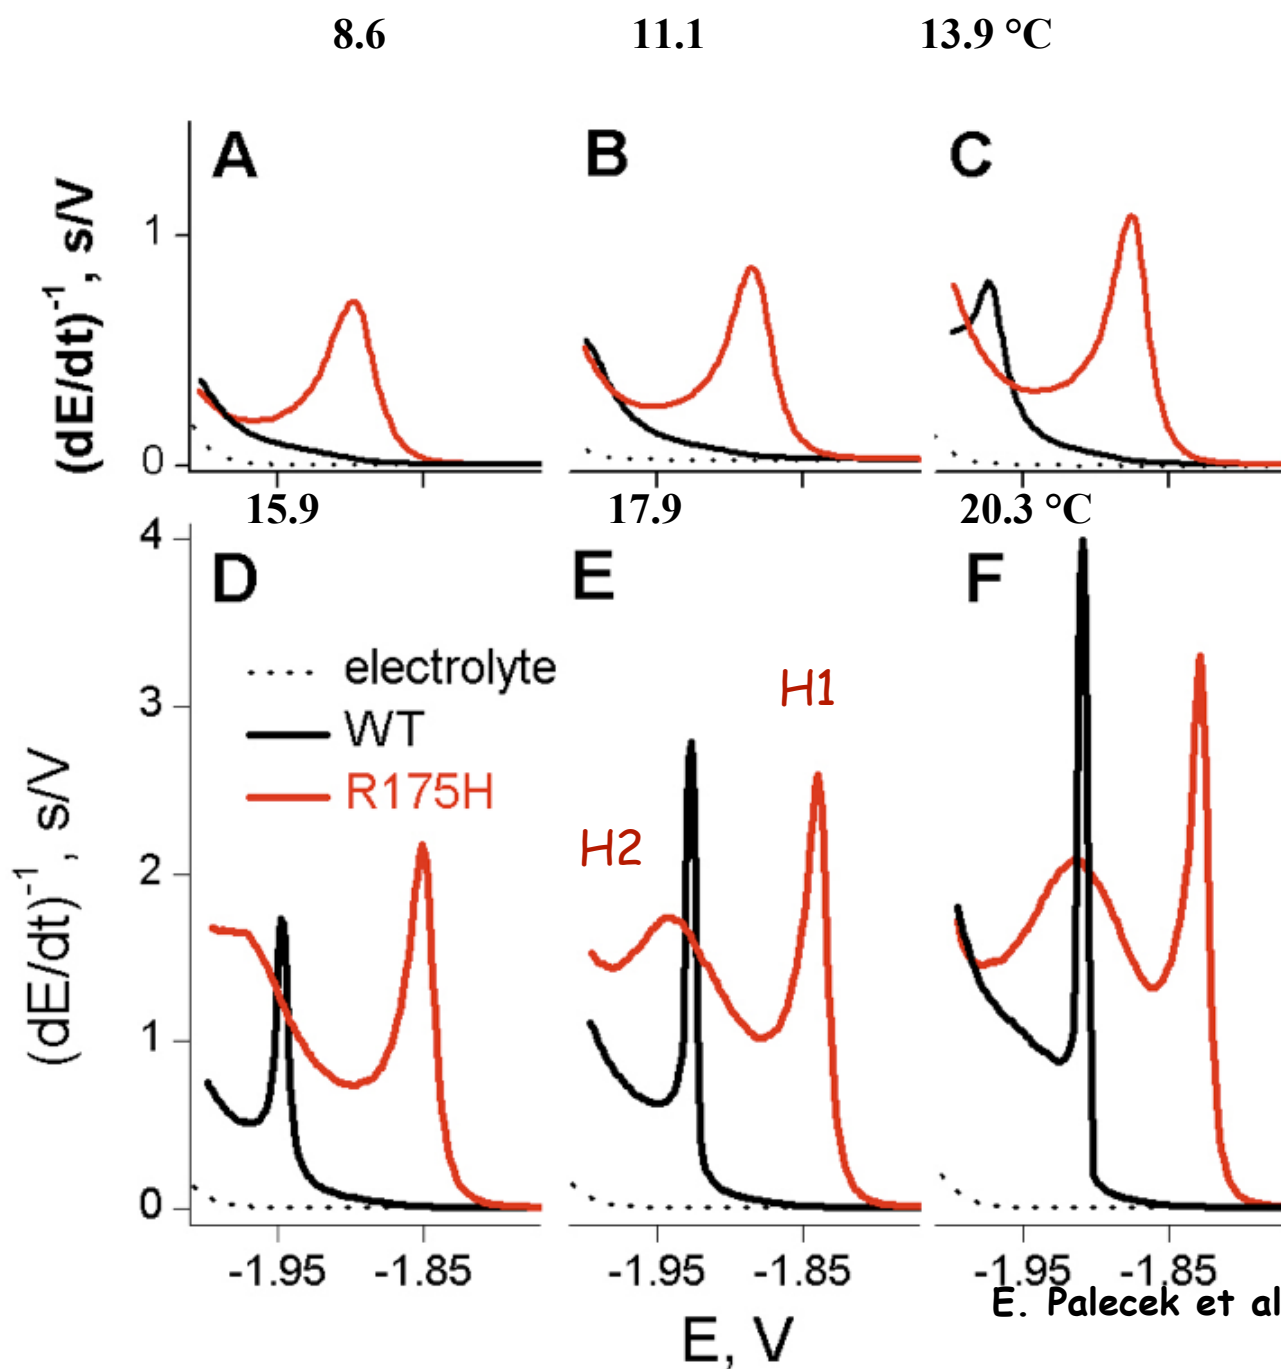 8.6 11.1 13.9 °C
A B C
(dE/dt)⁻¹, s/V
1
0
15.9 17.9 20.3 °C
4
D E F
electrolyte
WT
R175H
H1
H2
3
2
1
0
(dE/dt)⁻¹, s/V
-1.95 -1.85 -1.95 -1.85 -1.95 -1.85
E. Palecek et al
E, V